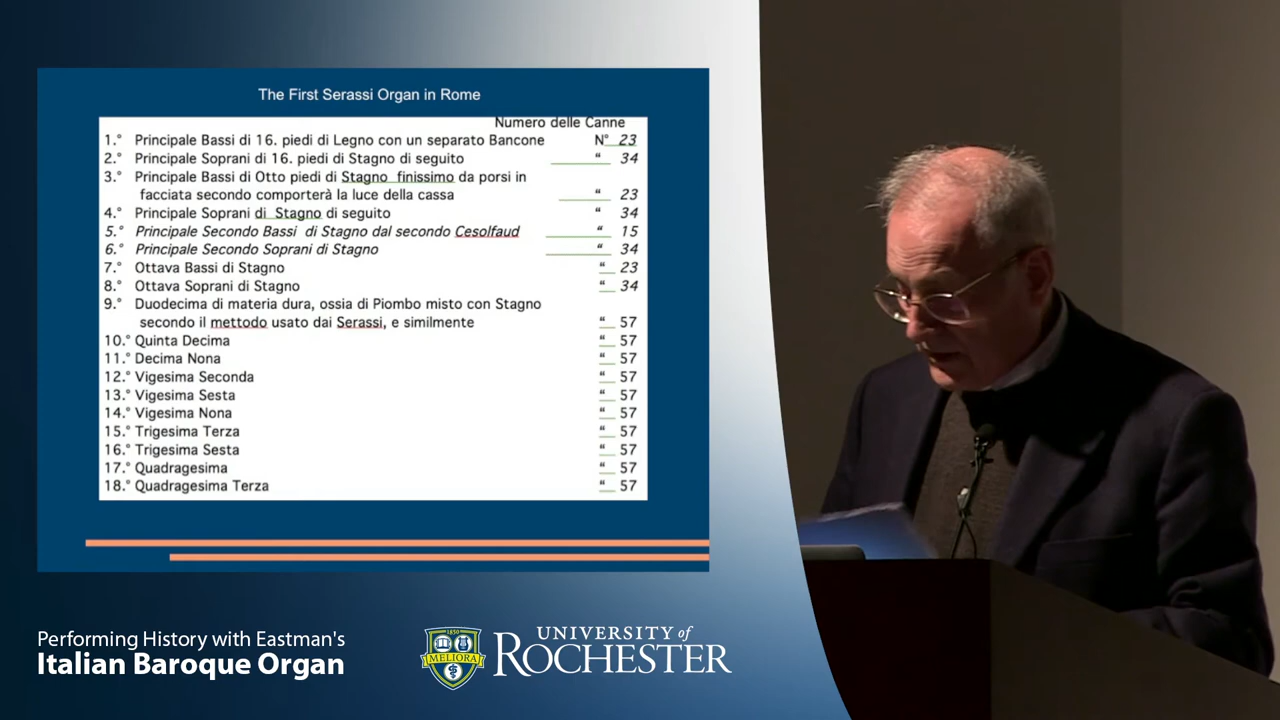 The First Serassi Organ in Rome
Numero delle Canne
1.° Principale Bassi di 16. piedi di Legno con un separato Bancone N° 23
2.° Principale Soprani di 16. piedi di Stagno di seguito “ 34
3.° Principale Bassi di Otto piedi di Stagno finissimo da porsi in
facciata secondo comporterà la luce della cassa “ 23
4.° Principale Soprani di Stagno di seguito “ 34
5.° Principale Secondo Bassi di Stagno dal secondo Cesolfaud “ 15
6.° Principale Secondo Soprani di Stagno “ 34
7.° Ottava Bassi di Stagno “ 23
8.° Ottava Soprani di Stagno “ 34
9.° Duodecima di materia dura, ossia di Piombo misto con Stagno
secondo il mettodo usato dai Serassi, e similmente “ 57
10.° Quinta Decima “ 57
11.° Decima Nona “ 57
12.° Vigesima Seconda “ 57
13.° Vigesima Sesta “ 57
14.° Vigesima Nona “ 57
15.° Trigesima Terza “ 57
16.° Trigesima Sesta “ 57
17.° Quadragesima “ 57
18.° Quadragesima Terza “ 57
Performing History with Eastman's
Italian Baroque Organ
1850
MELIORA
UNIVERSITY of
ROCHESTER